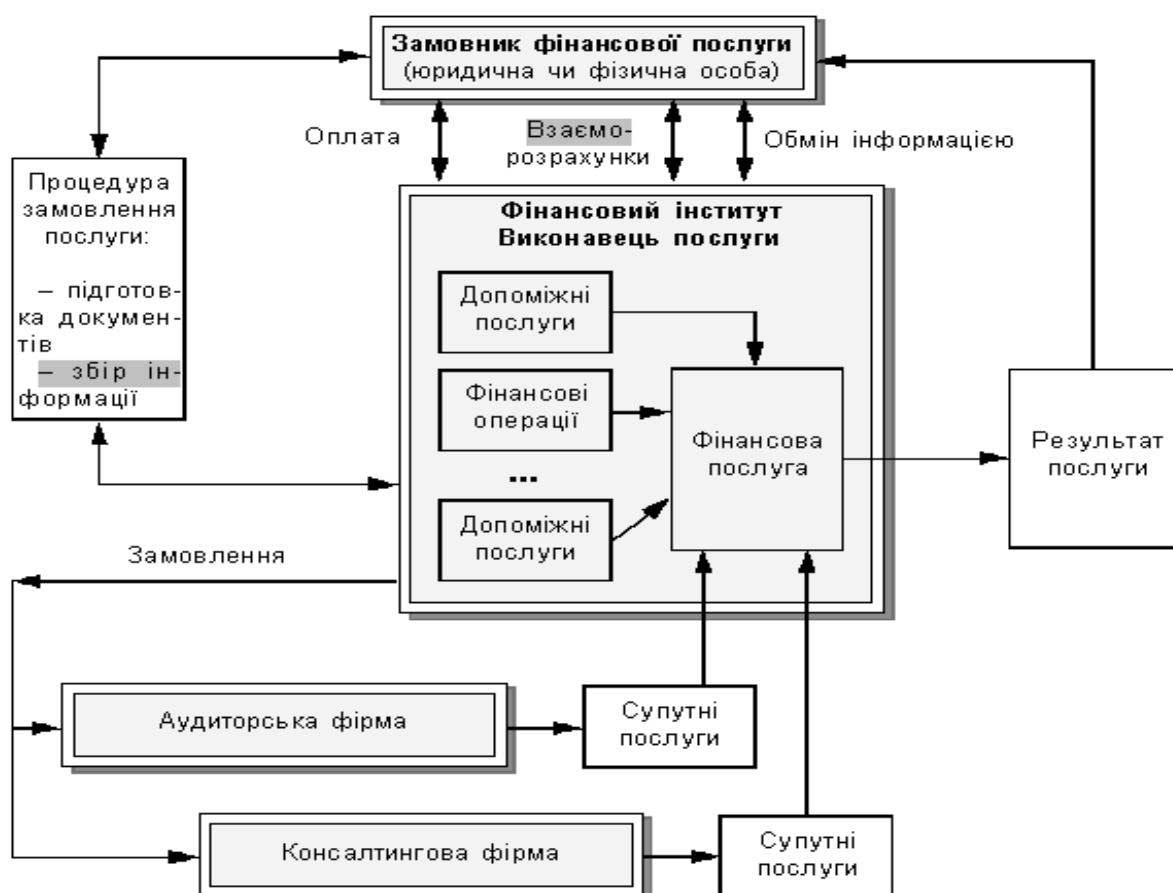 Замовник фінансової послуги
(юридична чи фізична особа)
Оплата
Взаємо-
розрахунки
Обмін інформацією
Процедура
замовлення
послуги:
– підготов-
ка докумен-
тів
– збір ін-
формації
Фінансовий інститут
Виконавець послуги
Допоміжні
послуги
Фінансові
операції
...
Допоміжні
послуги
Фінансова
послуга
Результат
послуги
Замовлення
Аудиторська фірма
Супутні
послуги
Консалтингова фірма
Супутні
послуги